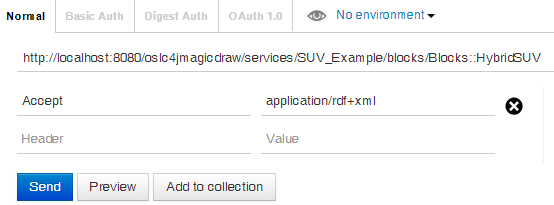 Normal Basic Auth Digest Auth OAuth 1.0 No environment
http://localhost:8080/oslc4jmagicdraw/services/SUV_Example/blocks/Blocks::HybridSUV
Accept application/rdf+xml
Header Value
Send Preview Add to collection